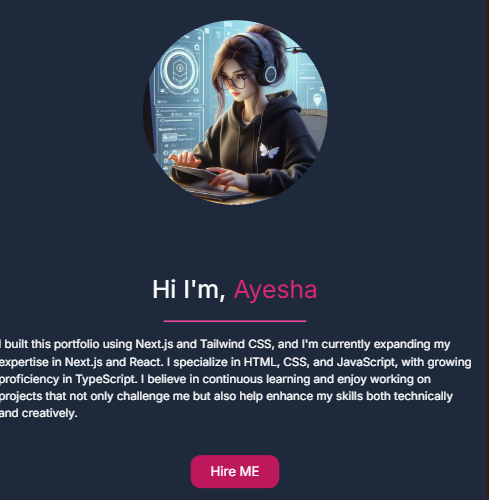 Hi I'm, Ayesha
I built this portfolio using Next.js and Tailwind CSS, and I'm currently expanding my
expertise in Next.js and React. I specialize in HTML, CSS, and JavaScript, with growing
proficiency in TypeScript. I believe in continuous learning and enjoy working on
projects that not only challenge me but also help enhance my skills both technically
and creatively.
Hire ME